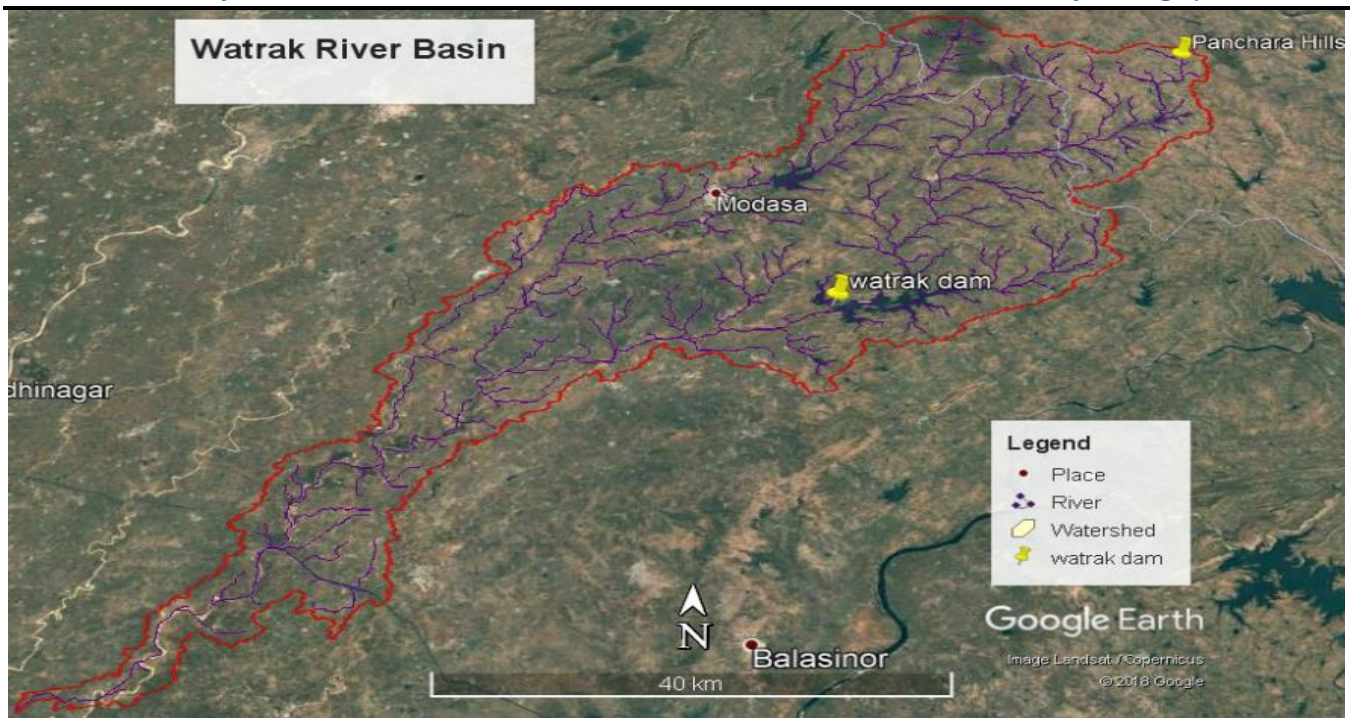 Watrak River Basin
Panchara Hills
Modasa
watrak dam
dhinagar
Legend
Place
River
Watershed
watrak dam
N
Balasinor
40 km
Google Earth
Image Landsat / Copernicus
© 2018 Google